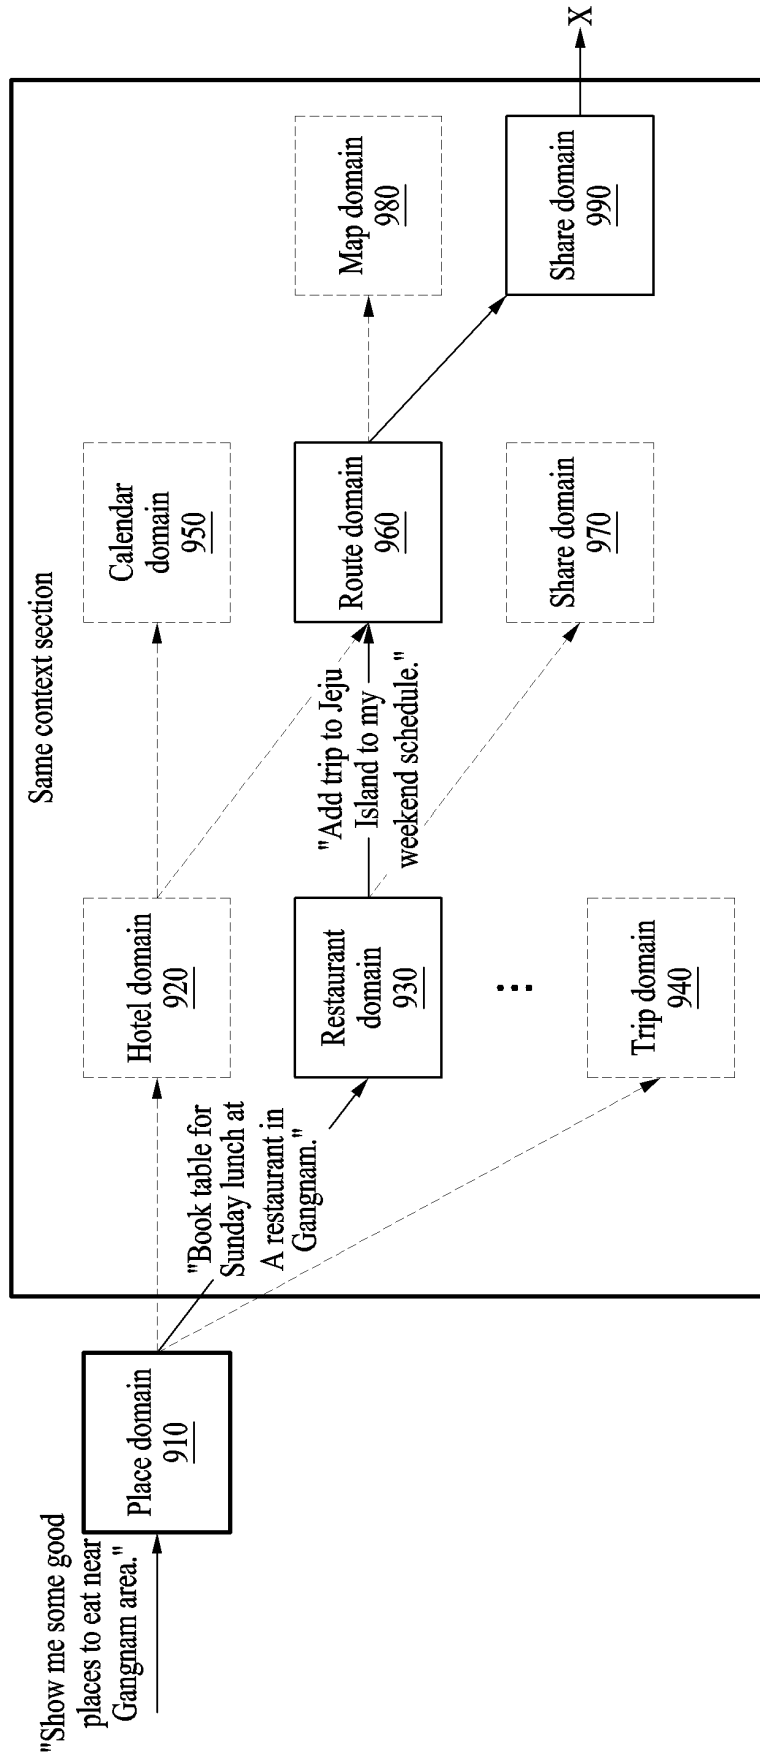 Same context section
"Show me some good
places to eat near
Gangnam area."
Place domain
910
"Book table for
Sunday lunch at
A restaurant in
Gangnam."
Hotel domain
920
Restaurant
domain
930
...
Trip domain
940
"Add trip to Jeju
Island to my
weekend schedule."
Calendar
domain
950
Route domain
960
Share domain
970
Map domain
980
Share domain
990
X